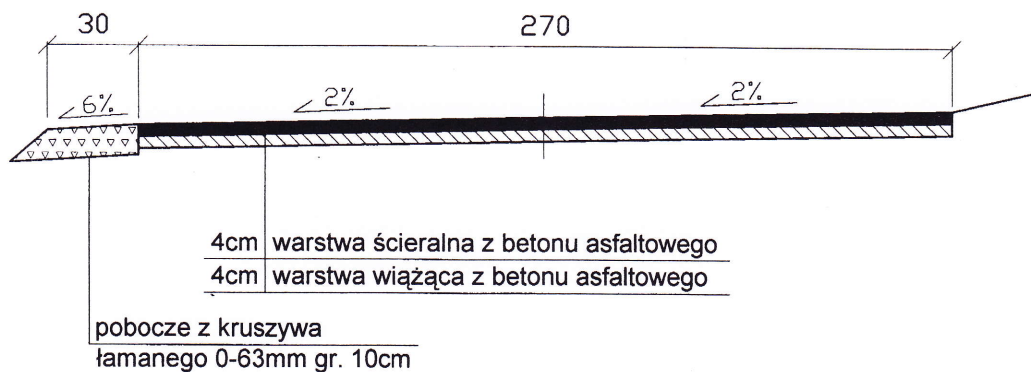 30 270
6% 2% 2%
4cm warstwa ścieralna z betonu asfaltowego
4cm warstwa wiążąca z betonu asfaltowego
pobocze z kruszywa
łamanego 0-63mm gr. 10cm